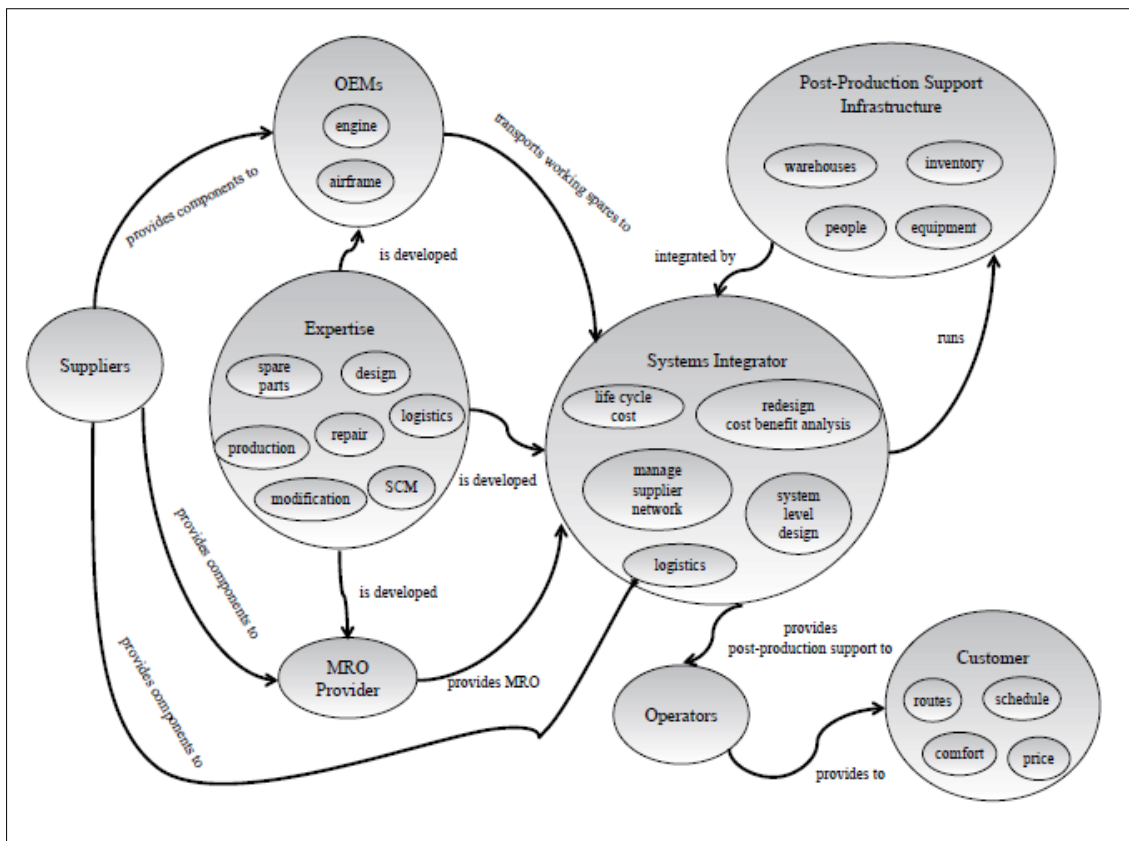 OEMs
engine
airframe
provides components to
transports working spares to
Post-Production Support
Infrastructure
warehouses
inventory
people
equipment
is developed
integrated by
runs
Suppliers
Expertise
spare
parts
design
logistics
repair
production
SCM
modification
is developed
Systems Integrator
life cycle
cost
redesign
cost benefit analysis
manage
supplier
network
system
level
design
logistics
provides components to
provides components to
is developed
MRO
Provider
provides MRO
provides
post-production support to
Operators
provides to
Customer
routes
schedule
comfort
price